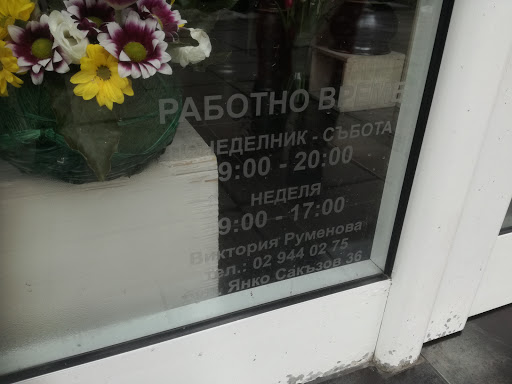 РАБОТНО ВРЕМЕ
ПОНЕДЕЛНИК - СЪБОТА
9:00 - 20:00
НЕДЕЛЯ
9:00 - 17:00
Виктория Руменова
тел.: 02 944 02 75
Янко Сакъзов 36